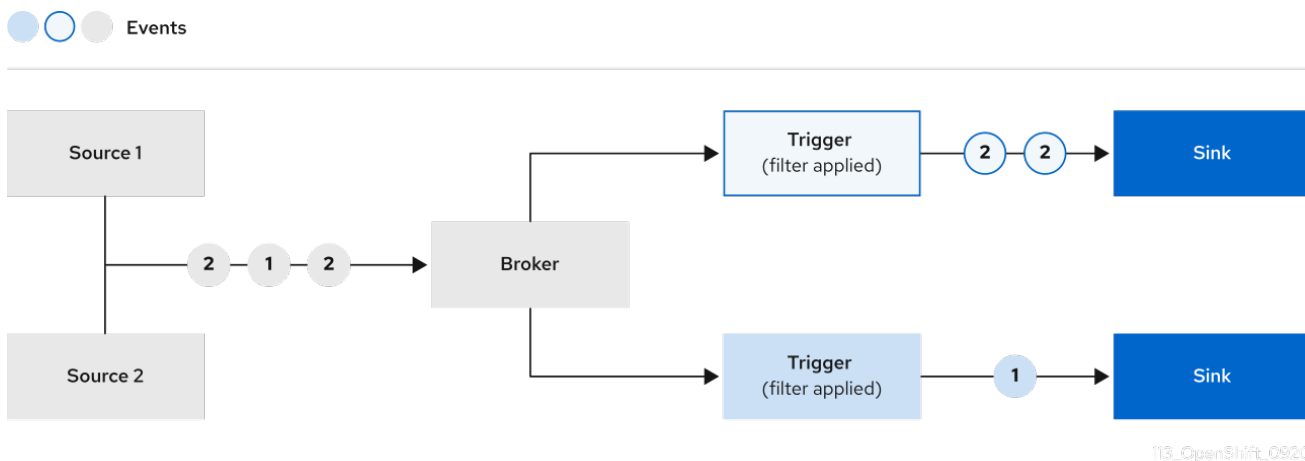 Events
Source 1
Trigger
(filter applied)
2
2
Sink
2
1
2
Broker
Source 2
Trigger
(filter applied)
1
Sink
113_OpenShift_0920